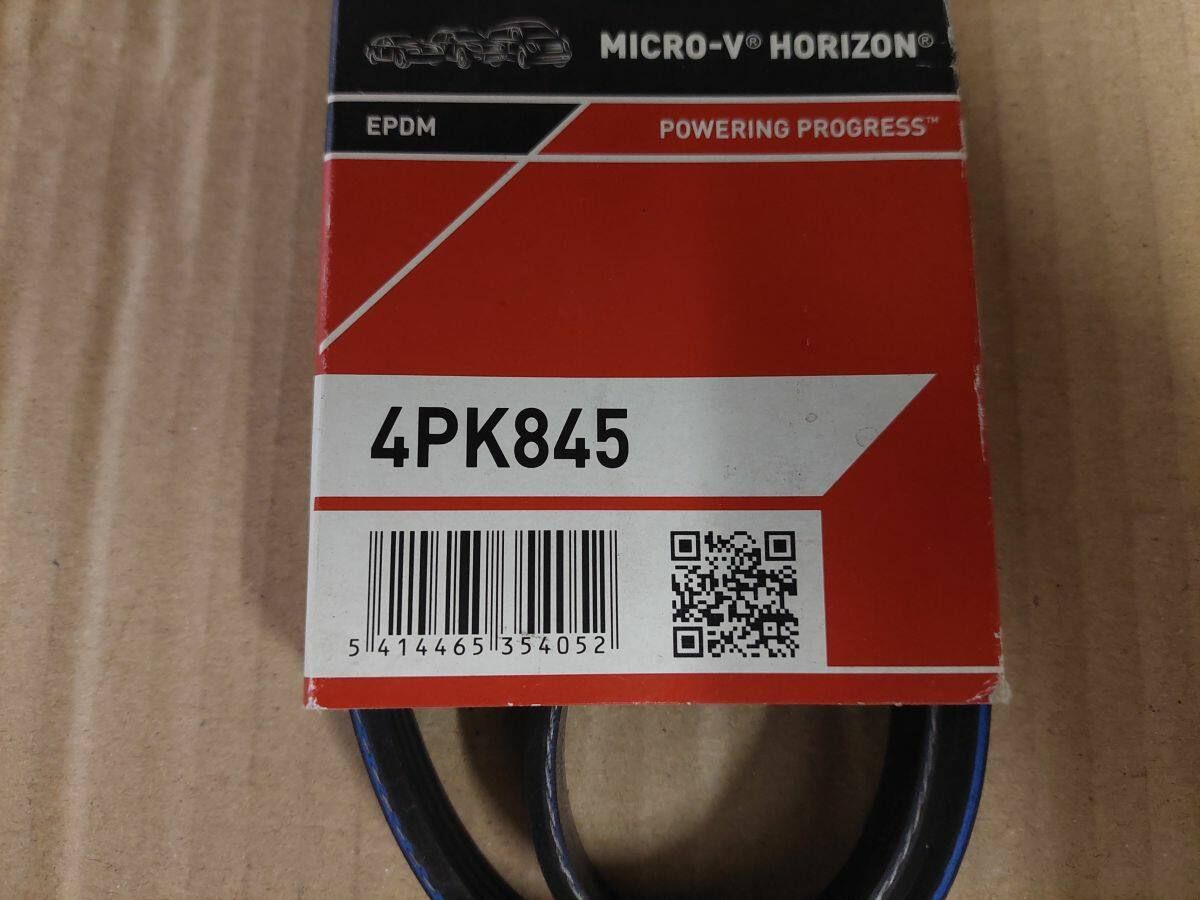 MICRO-V® HORIZON®
EPDM
POWERING PROGRESS™
4PK845
5 414465 354052